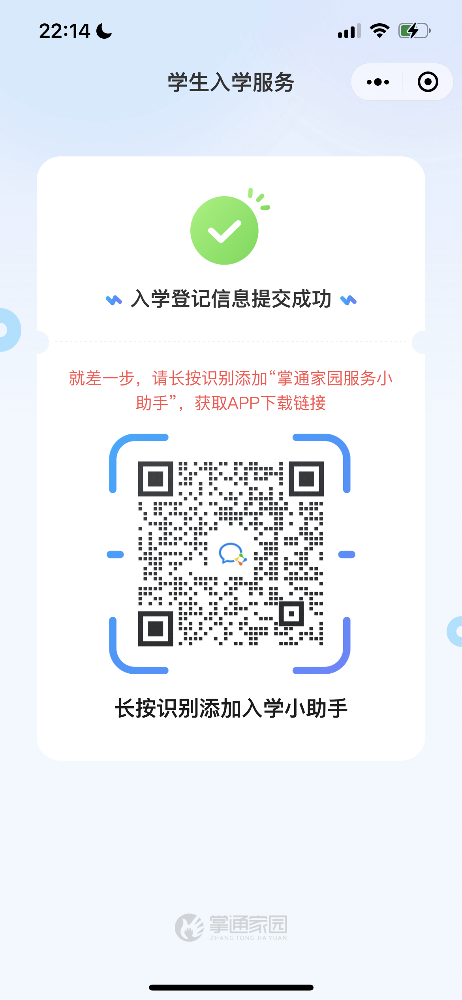 22:14
学生入学服务
入学登记信息提交成功
就差一步，请长按识别添加“掌通家园服务小
助手”，获取APP下载链接
长按识别添加入学小助手
掌通家园
ZHANG TONG JIA YUAN